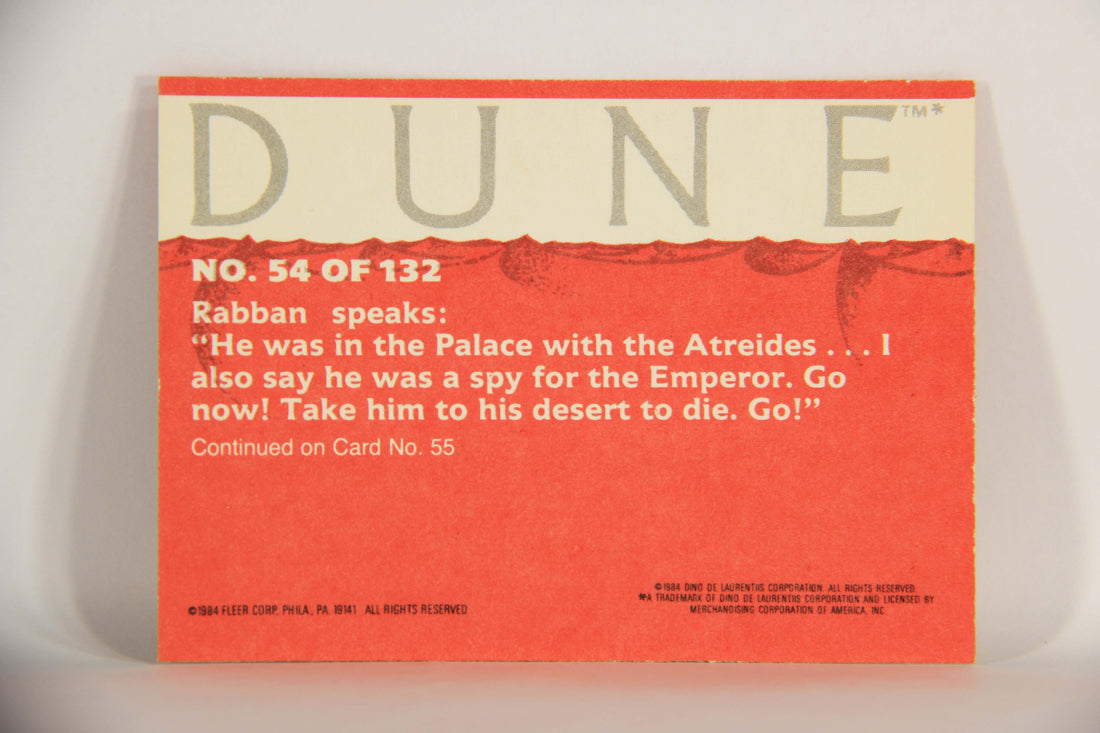 DUNE™*
NO. 54 OF 132
Rabban speaks:
“He was in the Palace with the Atreides . . . I
also say he was a spy for the Emperor. Go
now! Take him to his desert to die. Go!”
Continued on Card No. 55
©1984 FLEER CORP. PHILA., PA. 19141 ALL RIGHTS RESERVED
©1984 DINO DE LAURENTIIS CORPORATION. ALL RIGHTS RESERVED.
*A TRADEMARK OF DINO DE LAURENTIIS CORPORATION AND LICENSED BY
MERCHANDISING CORPORATION OF AMERICA, INC.